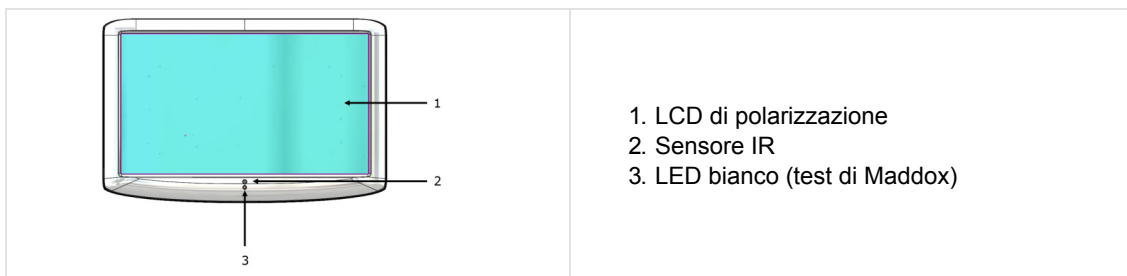 1
2
3
1. LCD di polarizzazione
2. Sensore IR
3. LED bianco (test di Maddox)